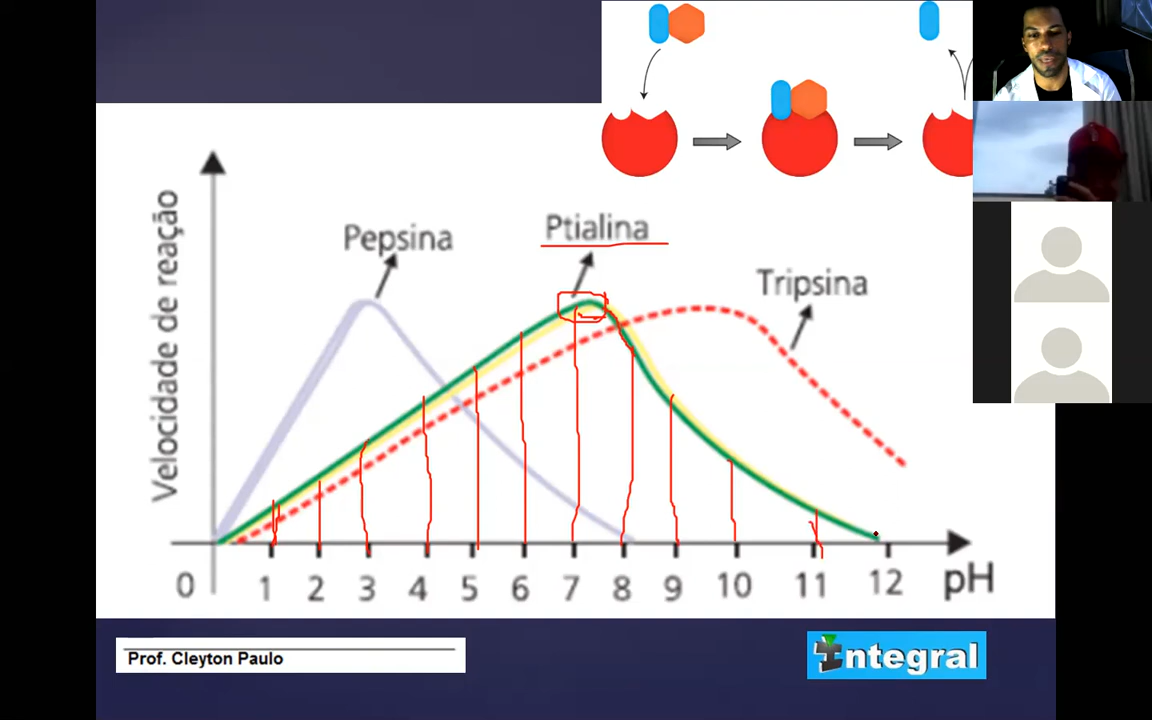 Velocidade de reação
Pepsina
Ptialina
Tripsina
0 1 2 3 4 5 6 7 8 9 10 11 12 pH
Prof. Cleyton Paulo
Integral